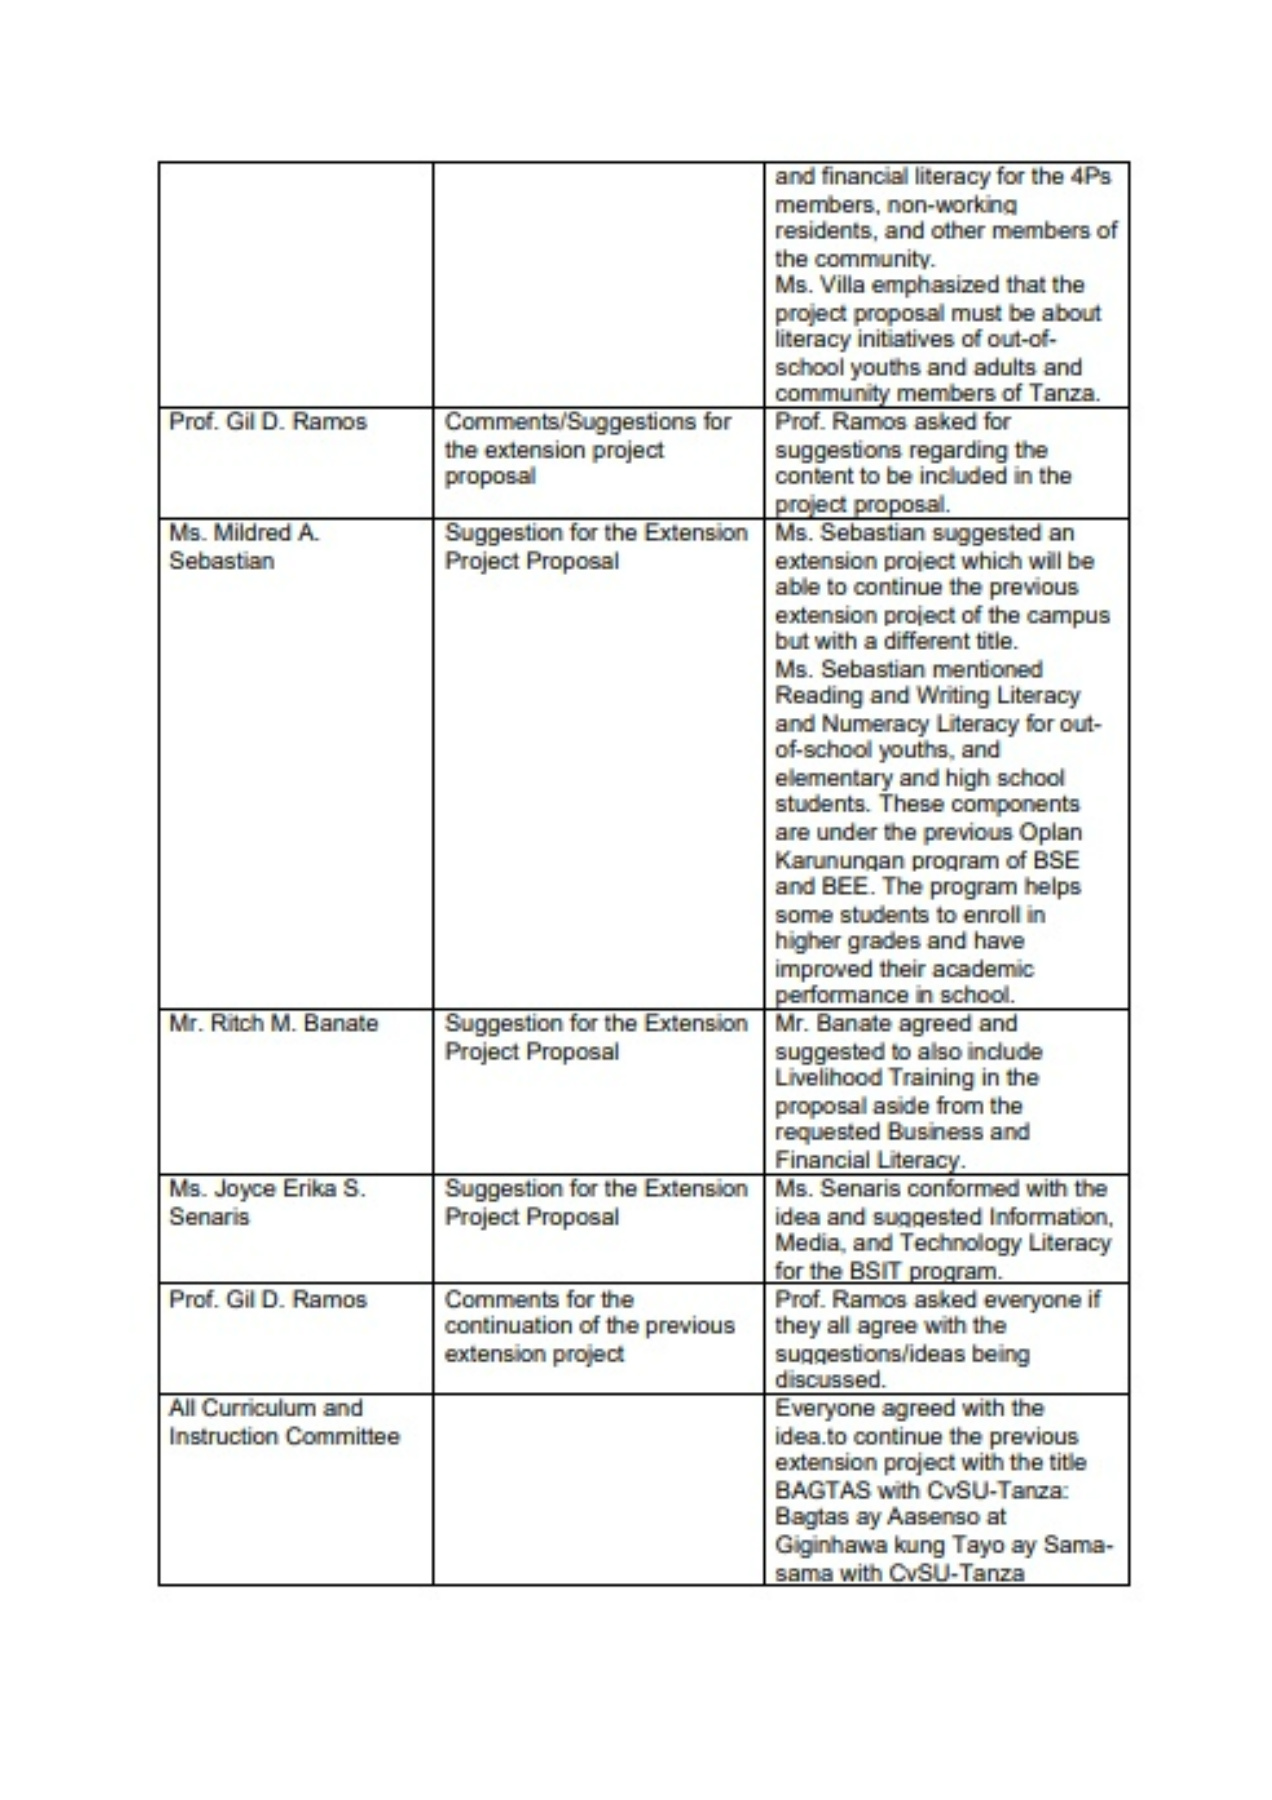 and financial literacy for the 4Ps
members, non-working
residents, and other members of
the community.
Ms. Villa emphasized that the
project proposal must be about
literacy initiatives of out-of-
school youths and adults and
community members of Tanza.
Prof. Gil D. Ramos
Comments/Suggestions for
the extension project
proposal
Prof. Ramos asked for
suggestions regarding the
content to be included in the
project proposal.
Ms. Mildred A.
Sebastian
Suggestion for the Extension
Project Proposal
Ms. Sebastian suggested an
extension project which will be
able to continue the previous
extension project of the campus
but with a different title.
Ms. Sebastian mentioned
Reading and Writing Literacy
and Numeracy Literacy for out-
of-school youths, and
elementary and high school
students. These components
are under the previous Oplan
Karunungan program of BSE
and BEE. The program helps
some students to enroll in
higher grades and have
improved their academic
performance in school.
Mr. Ritch M. Banate
Suggestion for the Extension
Project Proposal
Mr. Banate agreed and
suggested to also include
Livelihood Training in the
proposal aside from the
requested Business and
Financial Literacy.
Ms. Joyce Erika S.
Senaris
Suggestion for the Extension
Project Proposal
Ms. Senaris conformed with the
idea and suggested Information,
Media, and Technology Literacy
for the BSIT program.
Prof. Gil D. Ramos
Comments for the
continuation of the previous
extension project
Prof. Ramos asked everyone if
they all agree with the
suggestions/ideas being
discussed.
All Curriculum and
Instruction Committee
Everyone agreed with the
idea.to continue the previous
extension project with the title
BAGTAS with CvSU-Tanza:
Bagtas ay Aasenso at
Giginhawa kung Tayo ay Sama-
sama with CvSU-Tanza